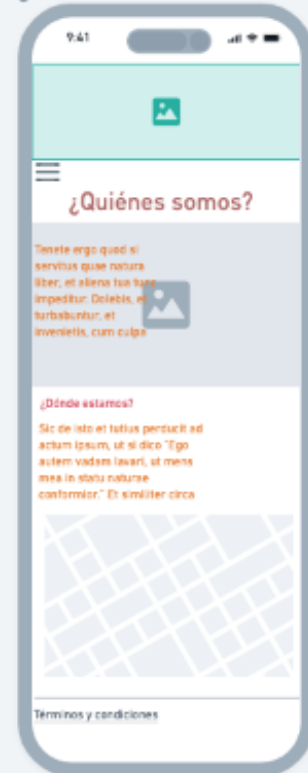 9:41
¿Quiénes somos?
Tenete ergo quod si
servitus quae natura
liber, et aliena tua tunc
impeditur. Dolebis, et
turbabuntur, et
invenietis, cum culpa
¿Dónde estamos?
Sic de isto et tutius perducit ad
actum ipsum, ut si dico "Ego
autem vadam lavari, ut mens
mea in statu naturae
conformior." Et similiter circa
Términos y condiciones